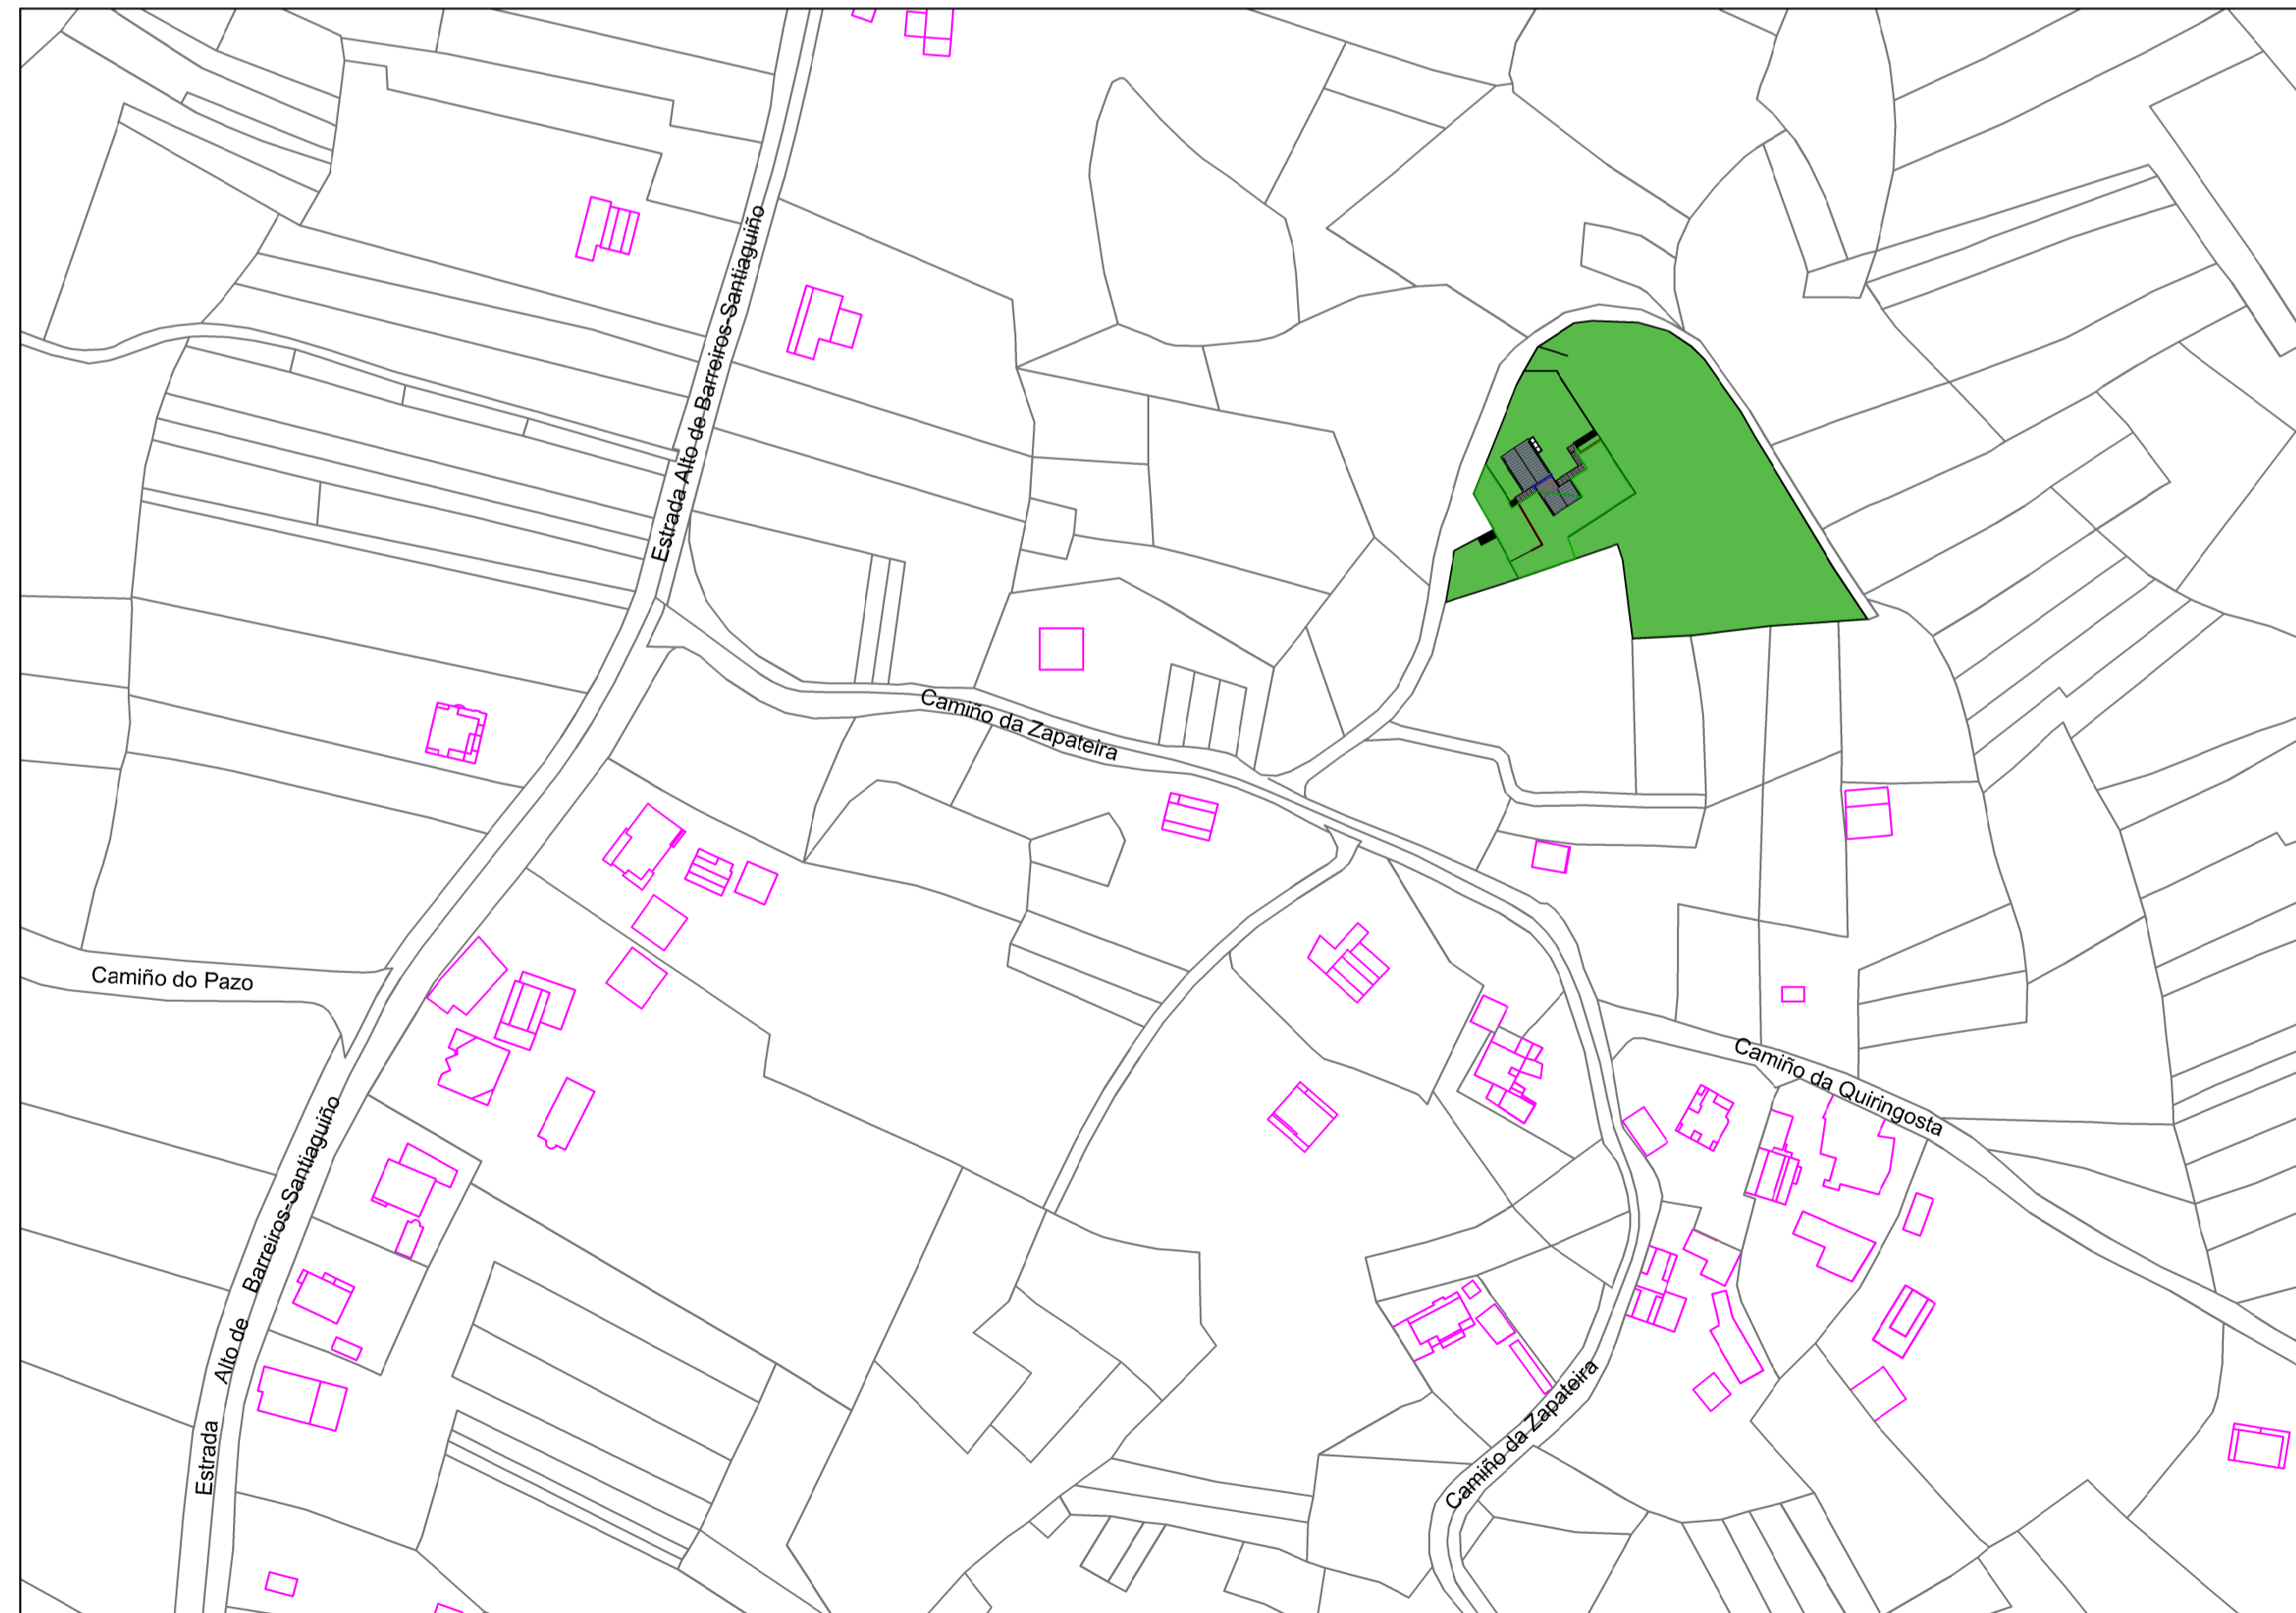 Estrada Alto de Barreiros-Santiaguiño
Camiño da Zapateira
Camiño do Pazo
Camiño da Quiringosta
Estrada Alto de Barreiros-Santiaguiño
Camiño da Zapateira